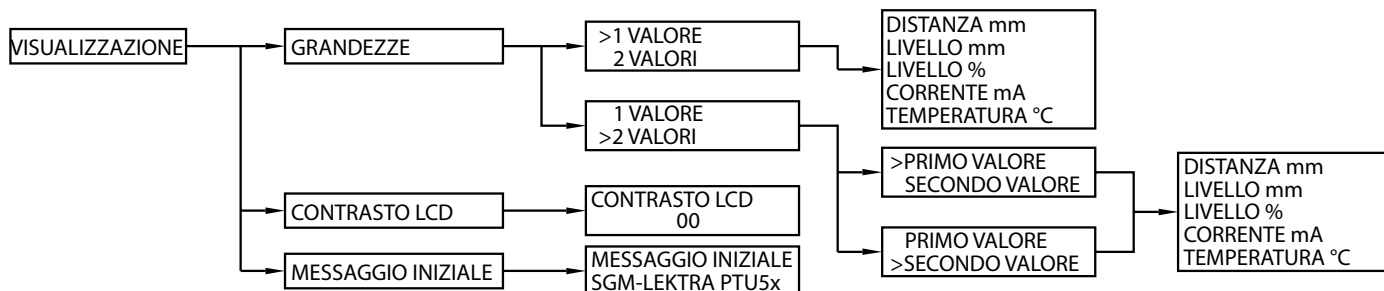 VISUALIZZAZIONE
GRANDEZZE
>1 VALORE
2 VALORI
DISTANZA mm
LIVELLO mm
LIVELLO %
CORRENTE mA
TEMPERATURA °C
1 VALORE
>2 VALORI
>PRIMO VALORE
SECONDO VALORE
PRIMO VALORE
>SECONDO VALORE
DISTANZA mm
LIVELLO mm
LIVELLO %
CORRENTE mA
TEMPERATURA °C
CONTRASTO LCD
CONTRASTO LCD
00
MESSAGGIO INIZIALE
MESSAGGIO INIZIALE
SGM-LEKTRA PTU5x